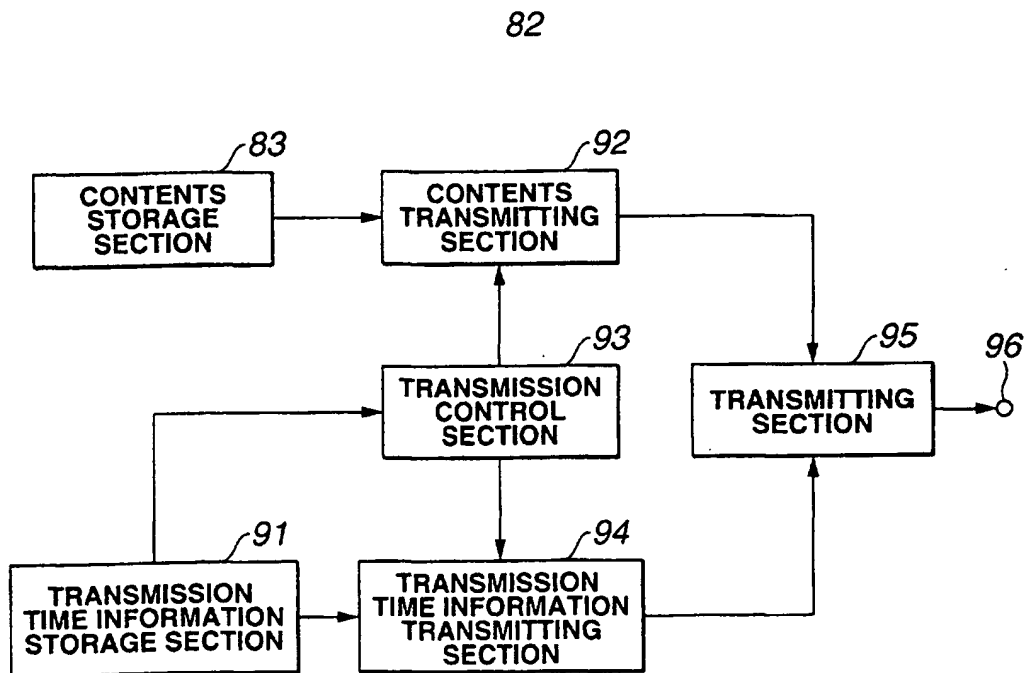 82
83
CONTENTS
STORAGE
SECTION
92
CONTENTS
TRANSMITTING
SECTION
93
TRANSMISSION
CONTROL
SECTION
95
TRANSMITTING
SECTION
96
91
TRANSMISSION
TIME INFORMATION
STORAGE SECTION
94
TRANSMISSION
TIME INFORMATION
TRANSMITTING
SECTION